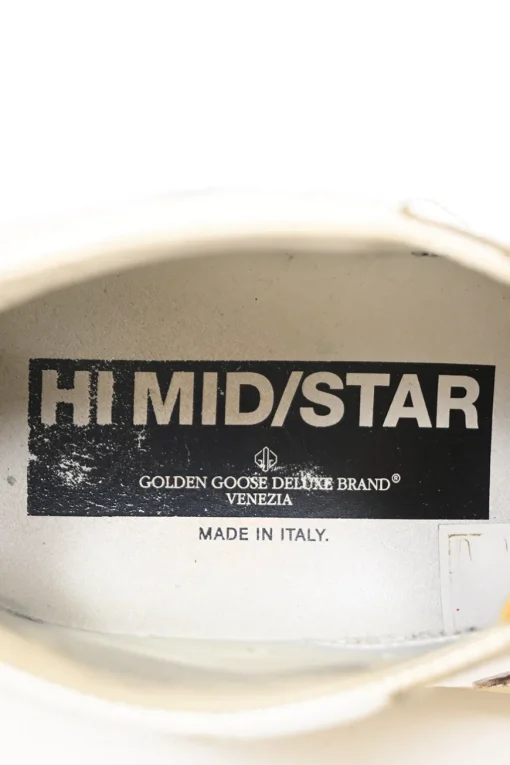 HI MID/STAR
GOLDEN GOOSE DELUXE BRAND®
VENEZIA
MADE IN ITALY.